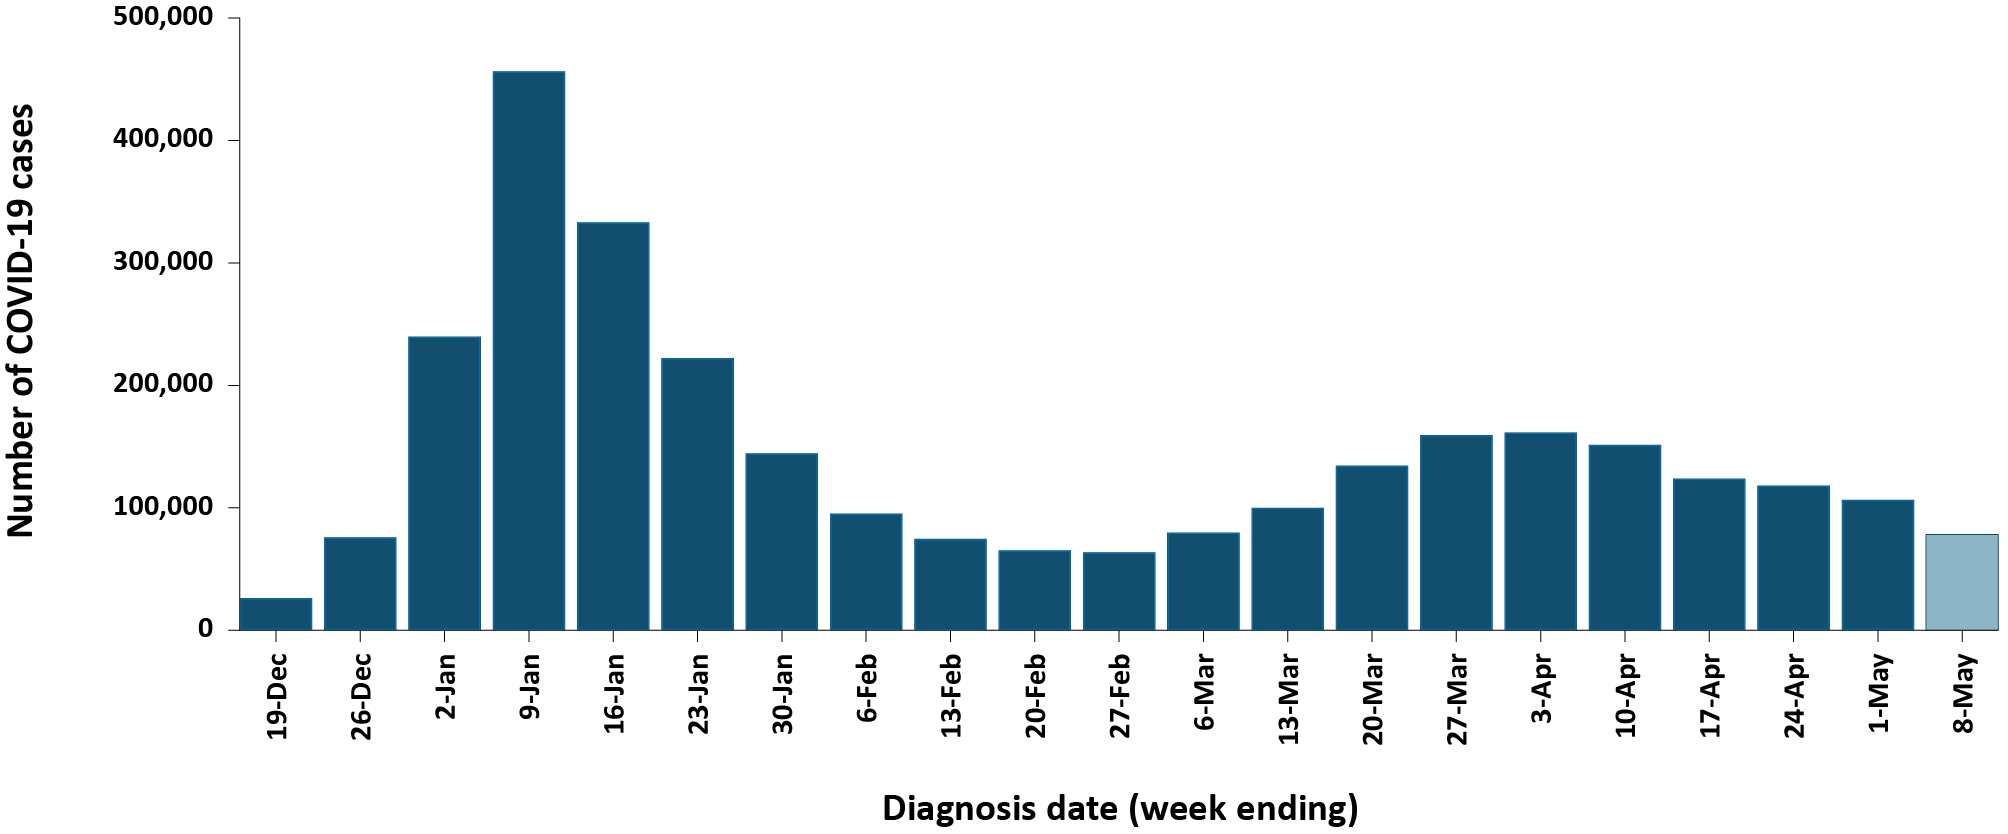 Number of COVID-19 cases
500,000
400,000
300,000
200,000
100,000
0
19-Dec
26-Dec
2-Jan
9-Jan
16-Jan
23-Jan
30-Jan
6-Feb
13-Feb
20-Feb
27-Feb
6-Mar
13-Mar
20-Mar
27-Mar
3-Apr
10-Apr
17-Apr
24-Apr
1-May
8-May
Diagnosis date (week ending)